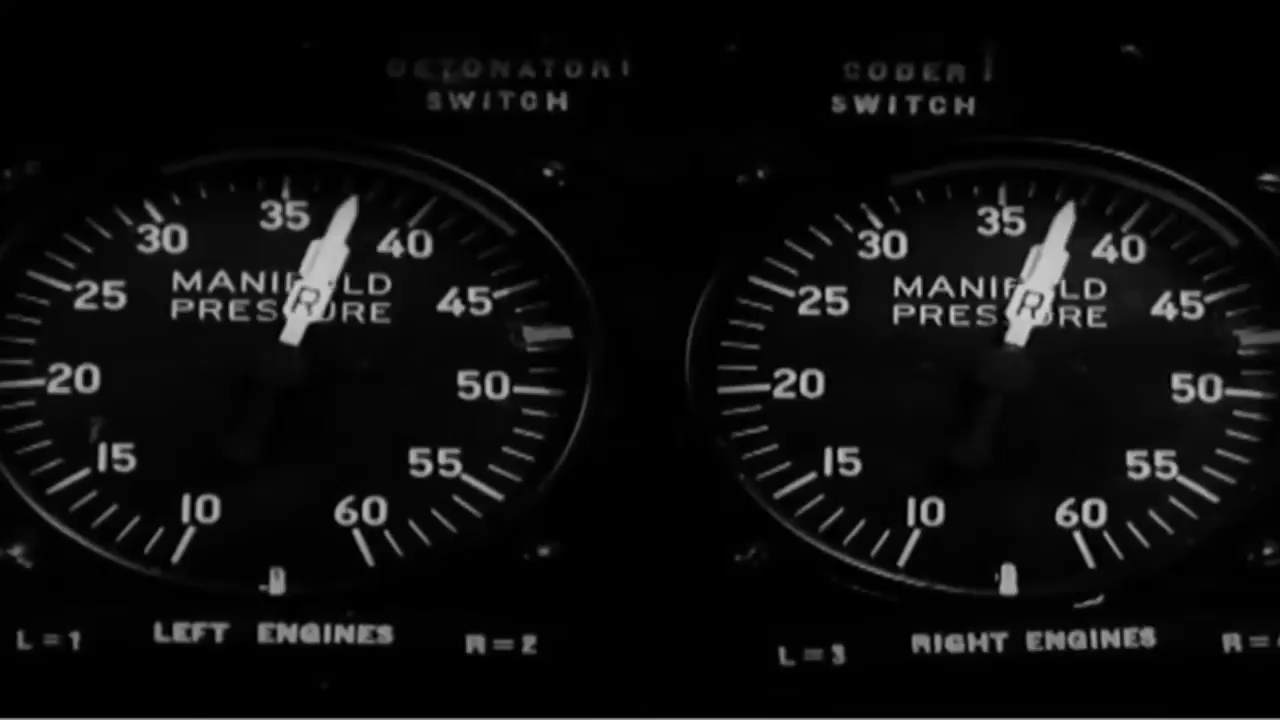 DETONATOR
SWITCH
CODER
SWITCH
35
30
40
MANIFOLD
PRESSURE
R
25
45
20
50
15
55
10
60
L=1
LEFT ENGINES
R=2
35
30
40
MANIFOLD
PRESSURE
R
25
45
20
50
15
55
10
60
L=3
RIGHT ENGINES
R=